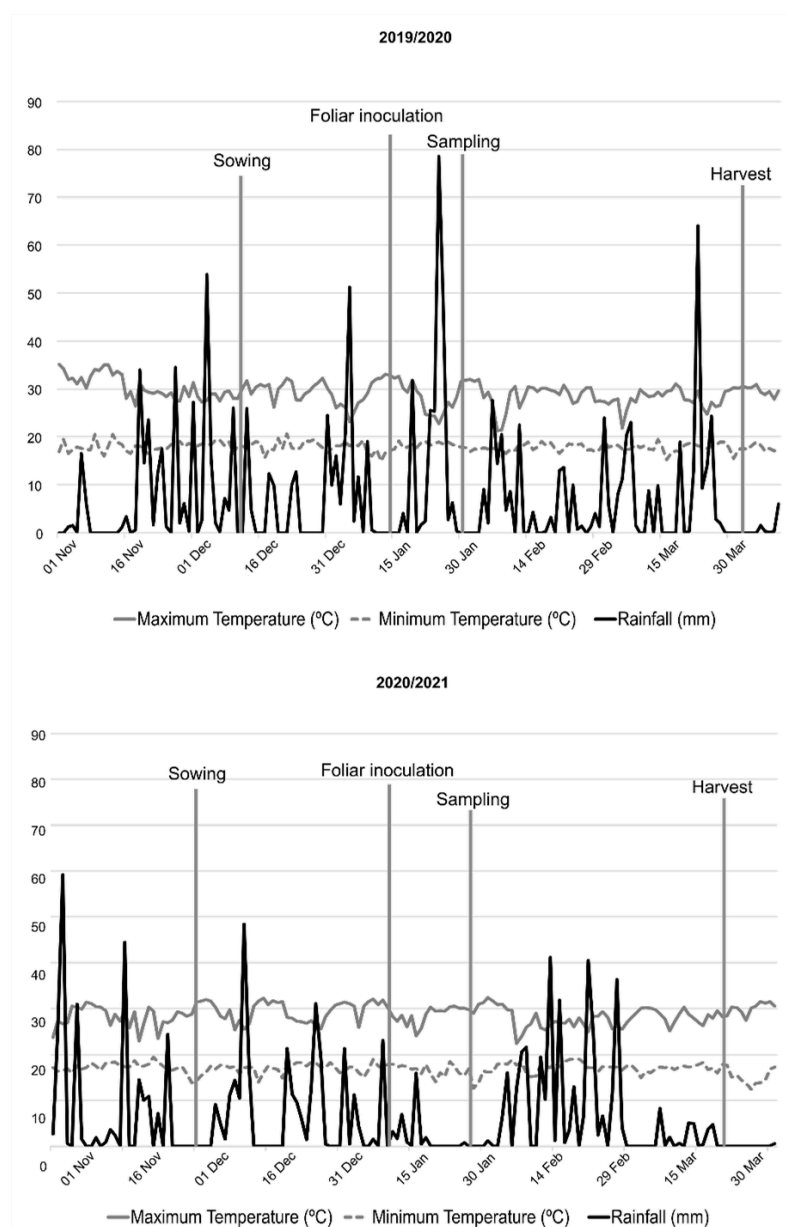 2019/2020
90
80
70
60
50
40
30
20
10
0
Foliar inoculation
Sampling
Sowing
Harvest
01 Nov
16 Nov
01 Dec
16 Dec
31 Dec
15 Jan
30 Jan
14 Feb
29 Feb
15 Mar
30 Mar
Maximum Temperature (ºC) Minimum Temperature (ºC) Rainfall (mm)
2020/2021
90
80
70
60
50
40
30
20
10
0
Sowing
Foliar inoculation
Sampling
Harvest
01 Nov
16 Nov
01 Dec
16 Dec
31 Dec
15 Jan
30 Jan
14 Feb
29 Feb
15 Mar
30 Mar
Maximum Temperature (ºC) Minimum Temperature (ºC) Rainfall (mm)